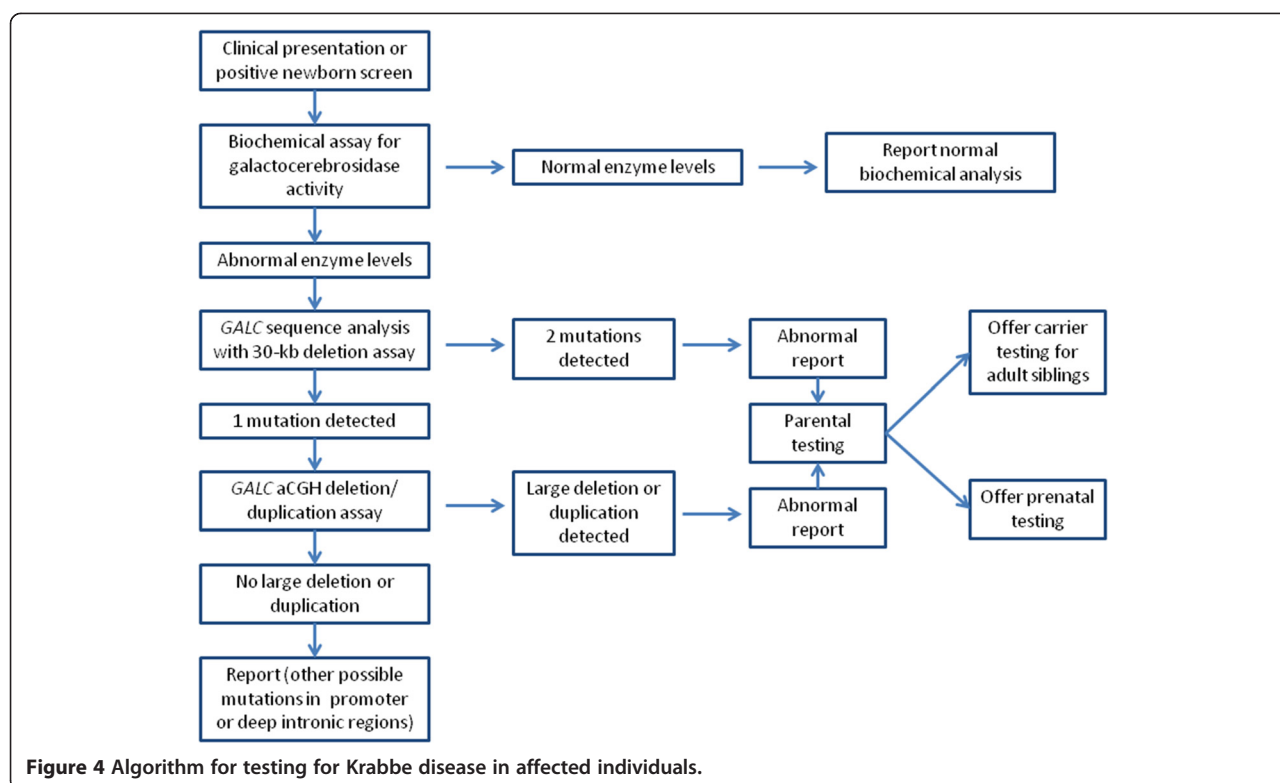 Clinical presentation or
positive newborn screen
Biochemical assay for
galactocerebrosidase
activity
Normal enzyme levels
Report normal
biochemical analysis
Abnormal enzyme levels
GALC sequence analysis
with 30-kb deletion assay
2 mutations
detected
Abnormal
report
Offer carrier
testing for
adult siblings
1 mutation detected
Parental
testing
GALC aCGH deletion/
duplication assay
Large deletion or
duplication
detected
Abnormal
report
Offer prenatal
testing
No large deletion or
duplication
Report (other possible
mutations in promoter
or deep intronic regions)
Figure 4 Algorithm for testing for Krabbe disease in affected individuals.